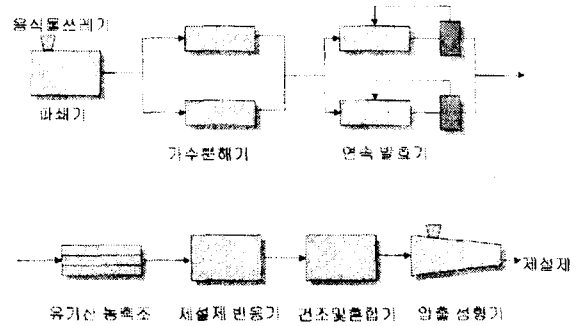 음식물쓰레기
파쇄기
가수분해기
연속 발효기
제설제
유기산 농축조
제설제 반응기
건조및혼합기
압출 성형기